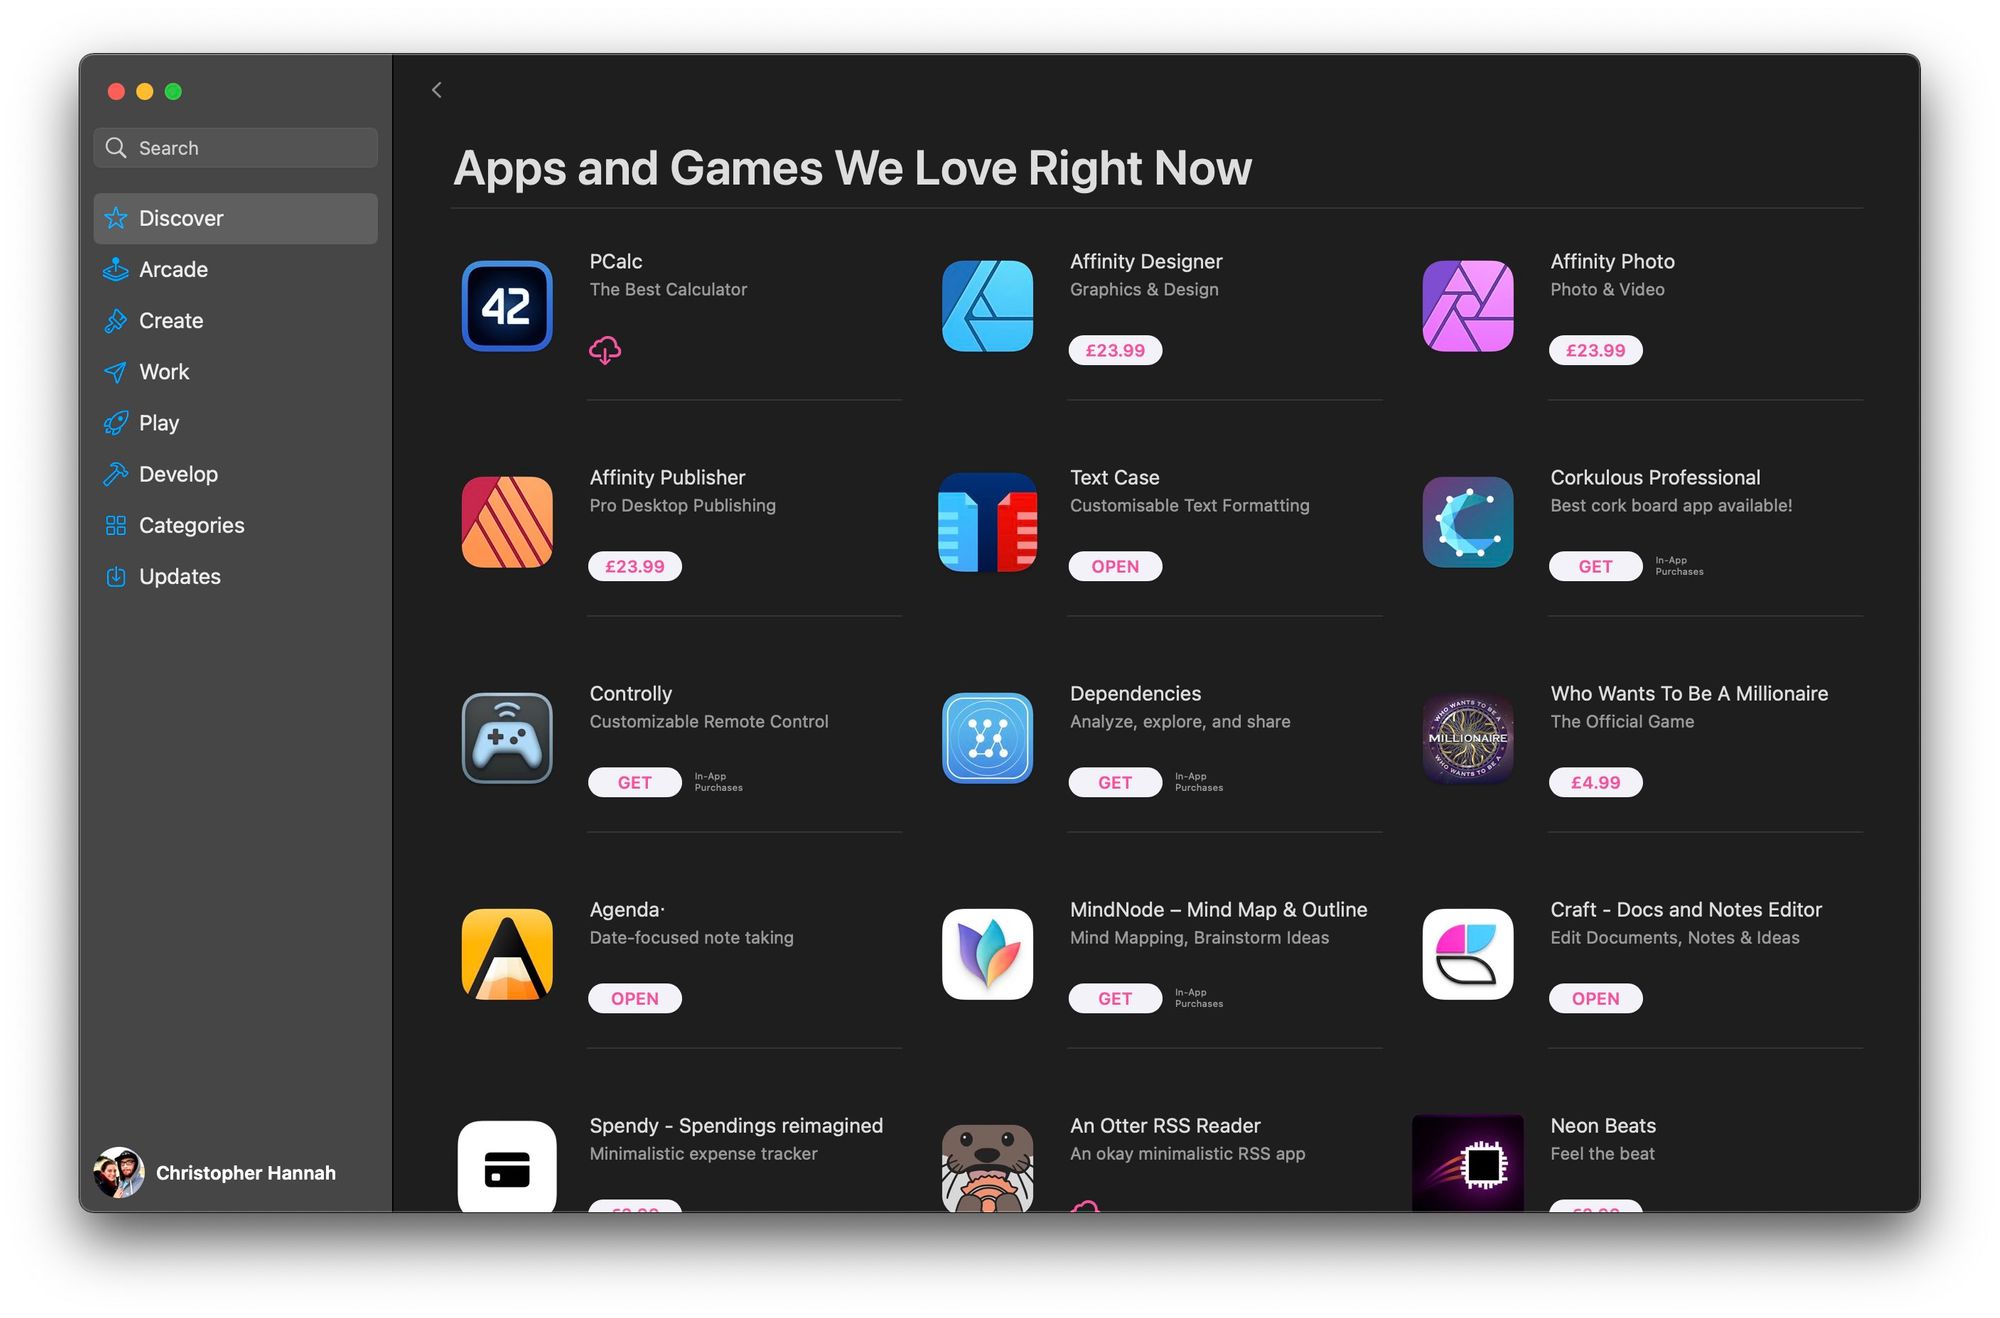 Search
Discover
Arcade
Create
Work
Play
Develop
Categories
Updates
Christopher Hannah
Apps and Games We Love Right Now
42
PCalc
The Best Calculator
Affinity Designer
Graphics & Design
£23.99
Affinity Photo
Photo & Video
£23.99
Affinity Publisher
Pro Desktop Publishing
£23.99
Text Case
Customisable Text Formatting
OPEN
Corkulous Professional
Best cork board app available!
GET
In-App
Purchases
Controlly
Customizable Remote Control
GET
In-App
Purchases
Dependencies
Analyze, explore, and share
GET
In-App
Purchases
WHO WANTS TO BE A
MILLIONAIRE
WHO WANTS TO BE A
Who Wants To Be A Millionaire
The Official Game
£4.99
Agenda·
Date-focused note taking
OPEN
MindNode – Mind Map & Outline
Mind Mapping, Brainstorm Ideas
GET
In-App
Purchases
Craft - Docs and Notes Editor
Edit Documents, Notes & Ideas
OPEN
Spendy - Spendings reimagined
Minimalistic expense tracker
An Otter RSS Reader
An okay minimalistic RSS app
Neon Beats
Feel the beat